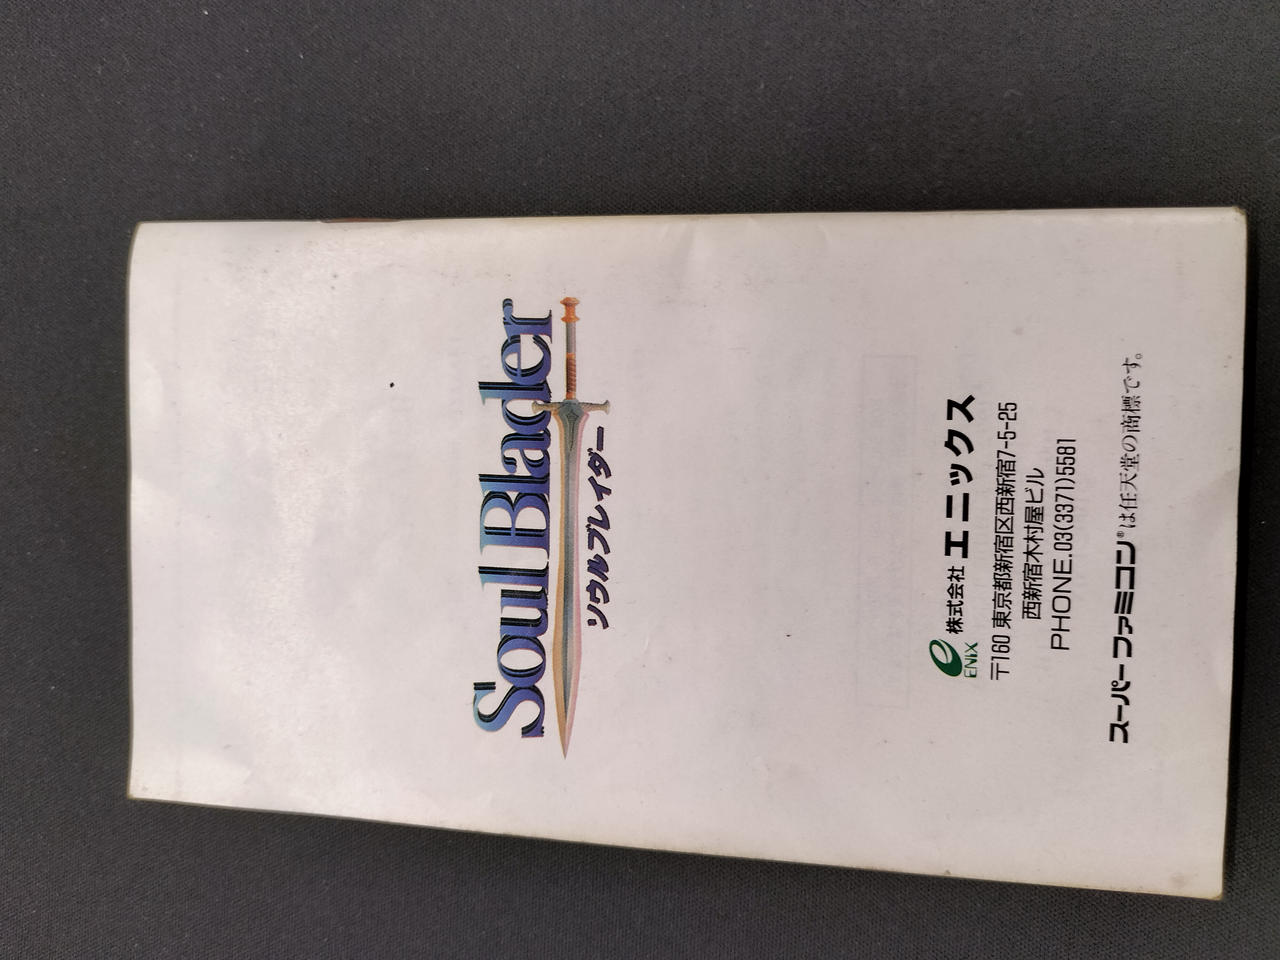 Soul Blader
ソウルブレイダー
ENIX 株式会社 エニックス
〒160 東京都新宿区西新宿7-5-25
西新宿木村屋ビル
PHONE.03(3371)5581
スーパーファミコン®は任天堂の商標です。